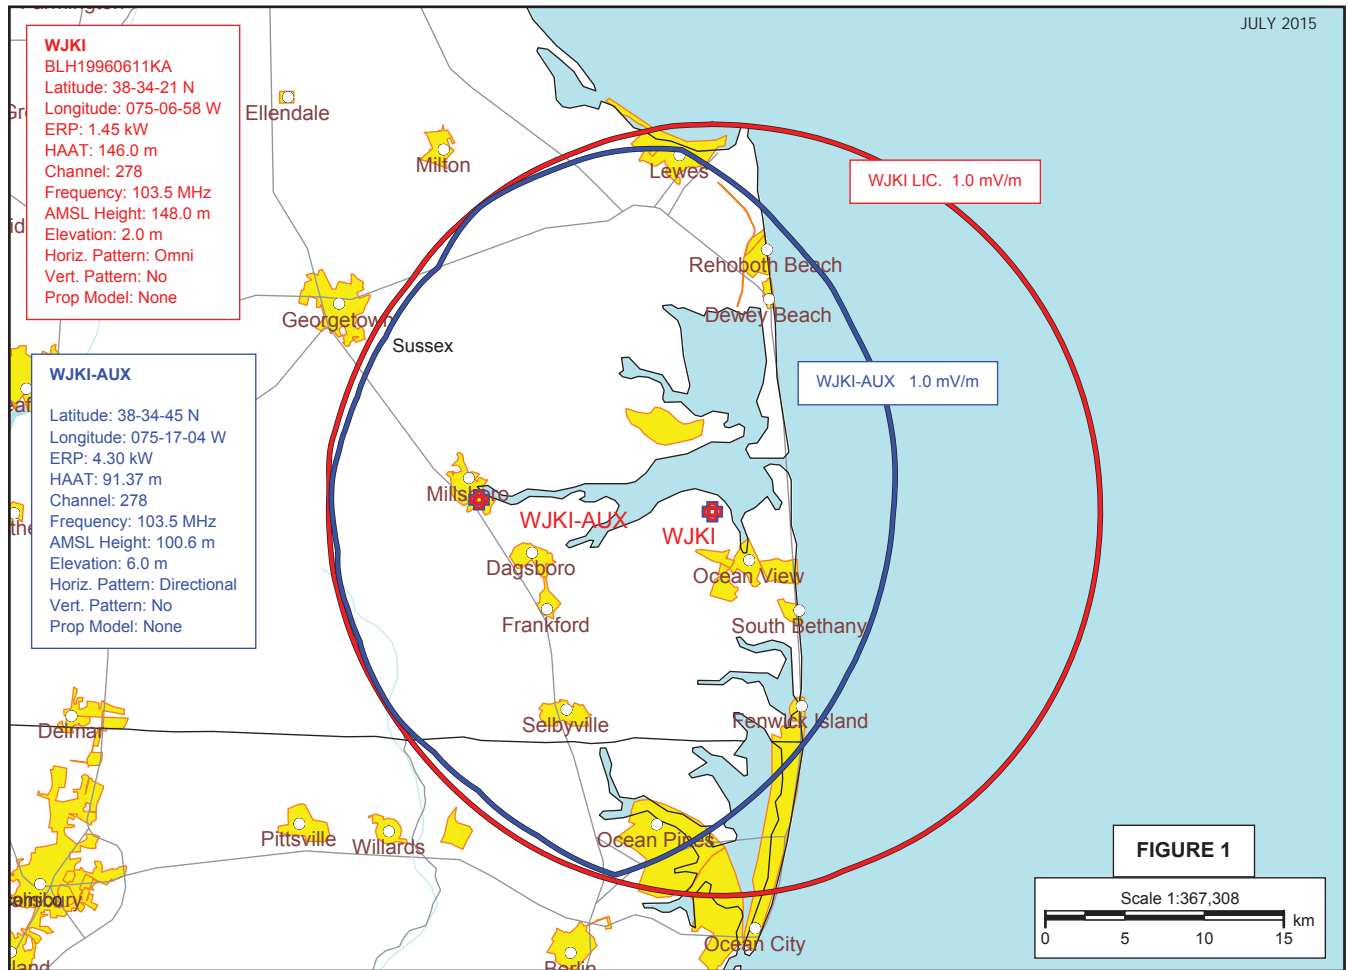 JULY 2015
WJKI
BLH19960611KA
Latitude: 38-34-21 N
Longitude: 075-06-58 W
ERP: 1.45 kW
HAAT: 146.0 m
Channel: 278
Frequency: 103.5 MHz
AMSL Height: 148.0 m
Elevation: 2.0 m
Horiz. Pattern: Omni
Vert. Pattern: No
Prop Model: None
Ellendale
Milton
Lewes
WJKI LIC. 1.0 mV/m
Rehoboth Beach
Dewey Beach
Georgetown
Sussex
WJKI-AUX
Latitude: 38-34-45 N
Longitude: 075-17-04 W
ERP: 4.30 kW
HAAT: 91.37 m
Channel: 278
Frequency: 103.5 MHz
AMSL Height: 100.6 m
Elevation: 6.0 m
Horiz. Pattern: Directional
Vert. Pattern: No
Prop Model: None
WJKI-AUX 1.0 mV/m
Millsboro
WJKI-AUX
WJKI
Dagsboro
Ocean View
Frankford
South Bethany
Selbyville
Fenwick Island
Delmar
Pittsville
Willards
Ocean Pines
Ocean City
Berlin
FIGURE 1
Scale 1:367,308
0 5 10 15 km